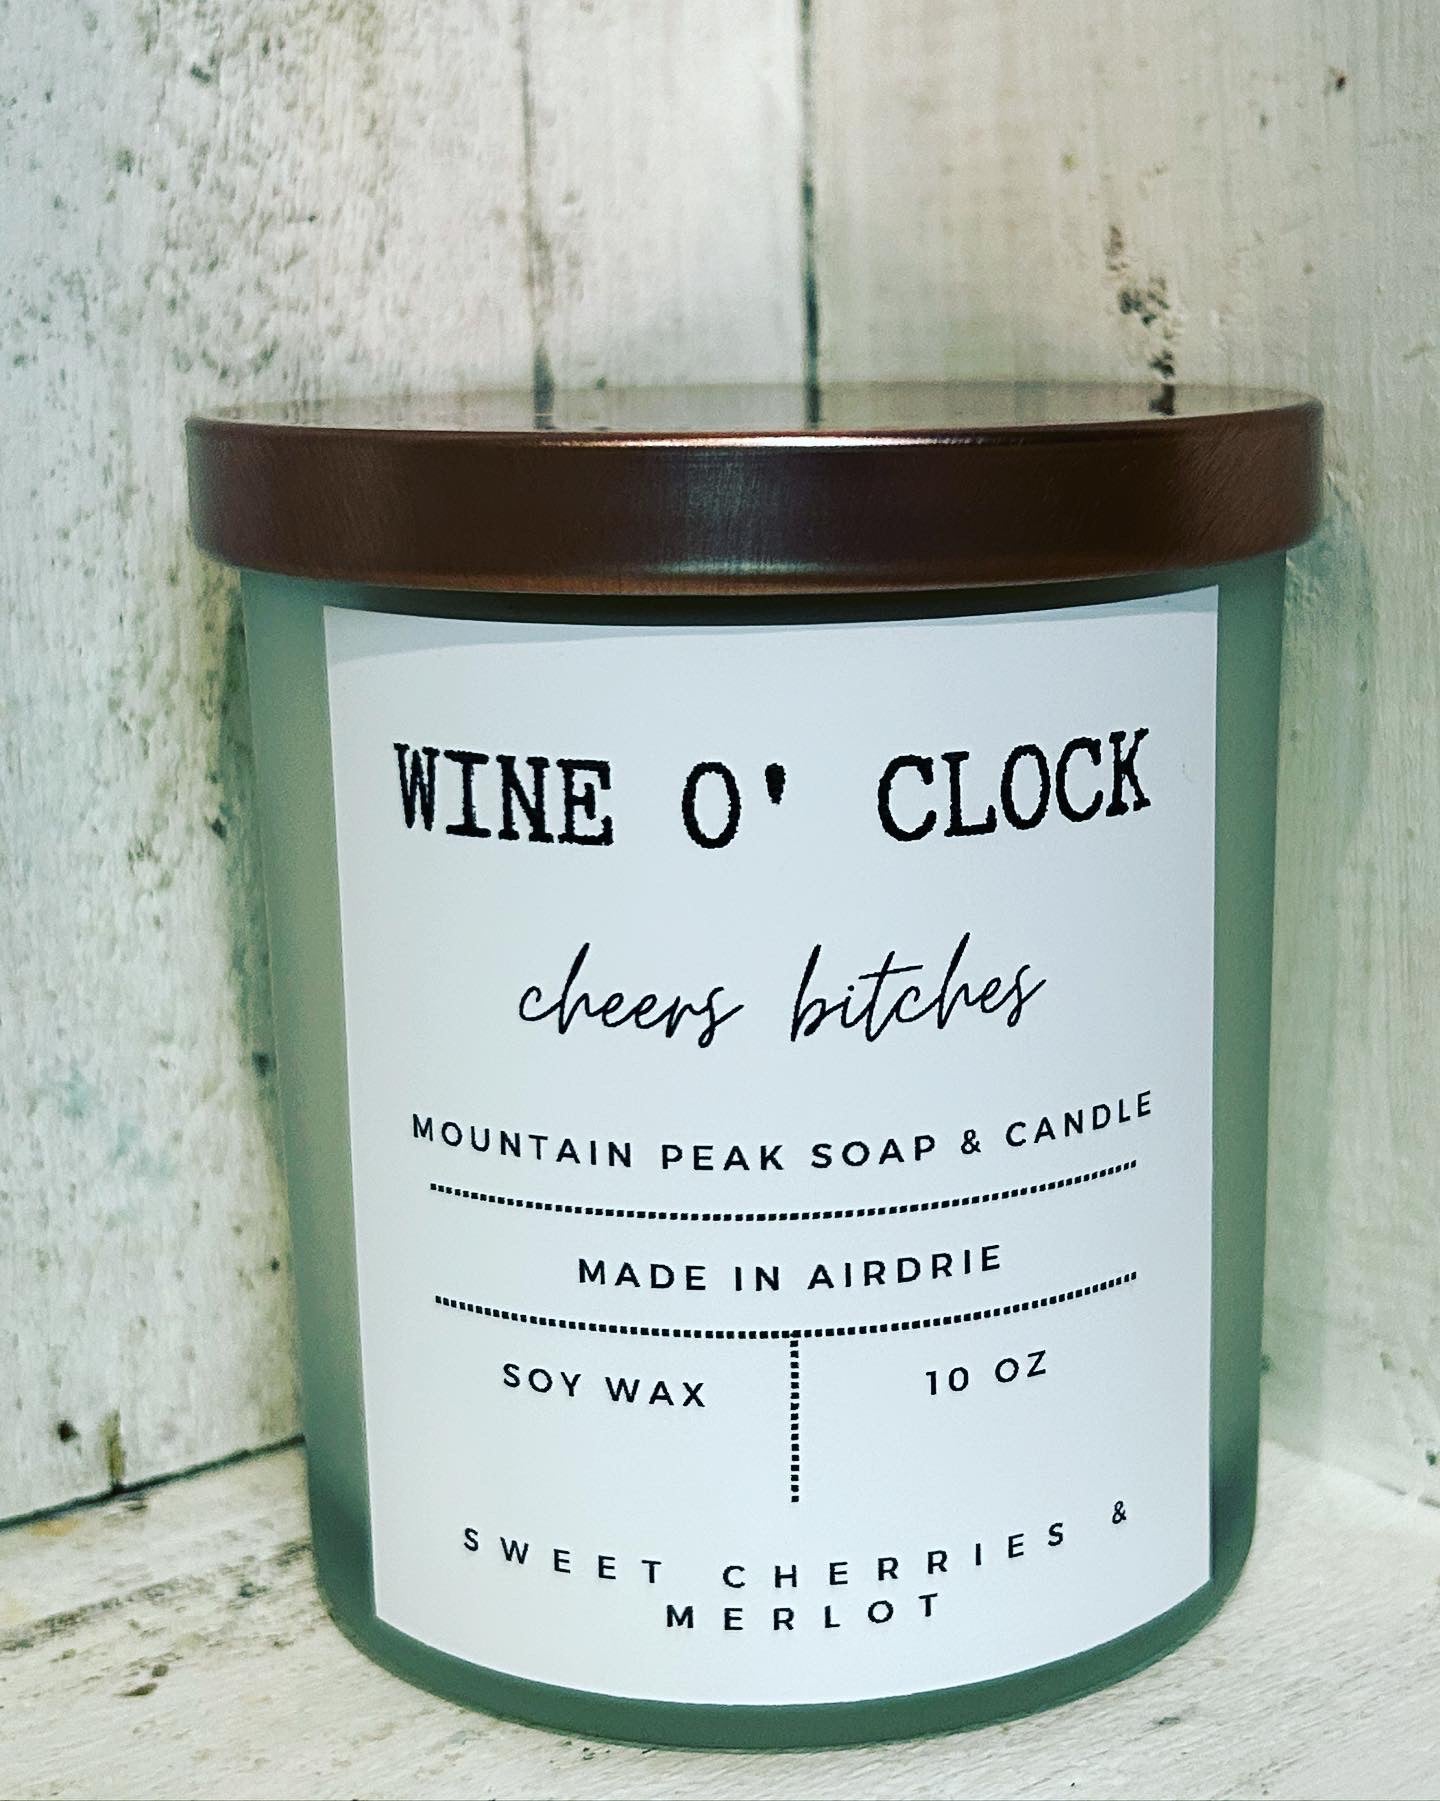 WINE O' CLOCK
cheers bitches
MOUNTAIN PEAK SOAP & CANDLE
MADE IN AIRDRIE
SOY WAX
10 OZ
SWEET CHERRIES &
MERLOT